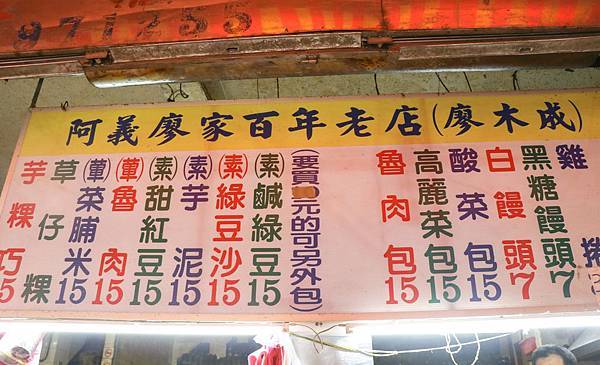 971255
阿義廖家百年老店(廖木成)
雞捲
黑糖饅頭7
白饅頭7
酸菜包15
高麗菜包15
魯肉包15
(要買元的可另外包)
(素)鹹綠豆15
(素)綠豆沙15
(素)芋泥15
(素)甜紅豆15
(葷)魯肉15
(葷)菜脯米15
草仔粿
芋粿巧15